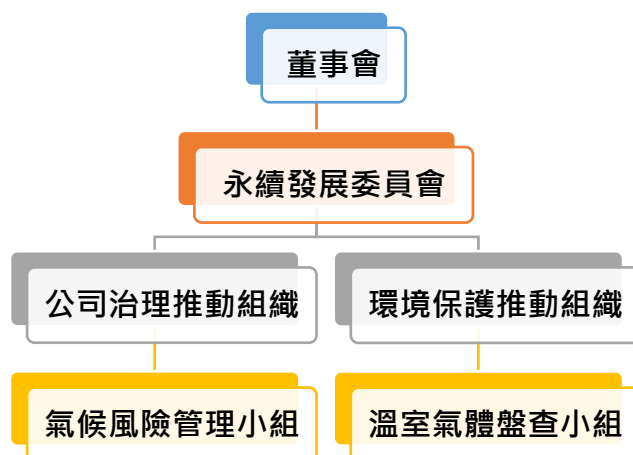 董事會
永續發展委員會
公司治理推動組織
環境保護推動組織
氣候風險管理小組
溫室氣體盤查小組